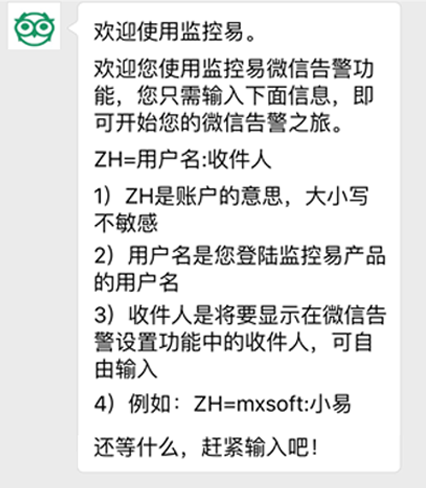 欢迎使用监控易。
欢迎您使用监控易微信告警功
能，您只需输入下面信息，即
可开始您的微信告警之旅。
ZH=用户名:收件人
1）ZH是账户的意思，大小写
不敏感
2）用户名是您登陆监控易产品
的用户名
3）收件人是将要显示在微信告
警设置功能中的收件人，可自
由输入
4）例如：ZH=mxsoft:小易
还等什么，赶紧输入吧！